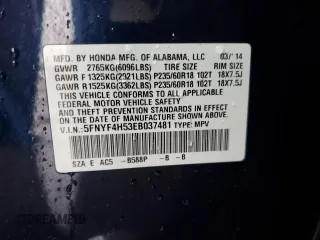 MFD. BY HONDA MFG. OF ALABAMA, LLC 03/14
GVWR 2765KG(6096LBS) TIRE SIZE RIM SIZE
GAWR F 1325KG(2921LBS) P235/60R18 102T 18X7.5J
GAWR R 1525KG(3362LBS) P235/60R18 102T 18X7.5J
THIS VEHICLE CONFORMS TO ALL APPLICABLE
FEDERAL MOTOR VEHICLE SAFETY
AND THEFT PREVENTION STANDARDS
IN EFFECT ON THE DATE OF
MANUFACTURE SHOWN ABOVE.
V.I.N.: 5FNYF4H53EB037481 TYPE: MPV
SZA E AC5 -B588P -B -B